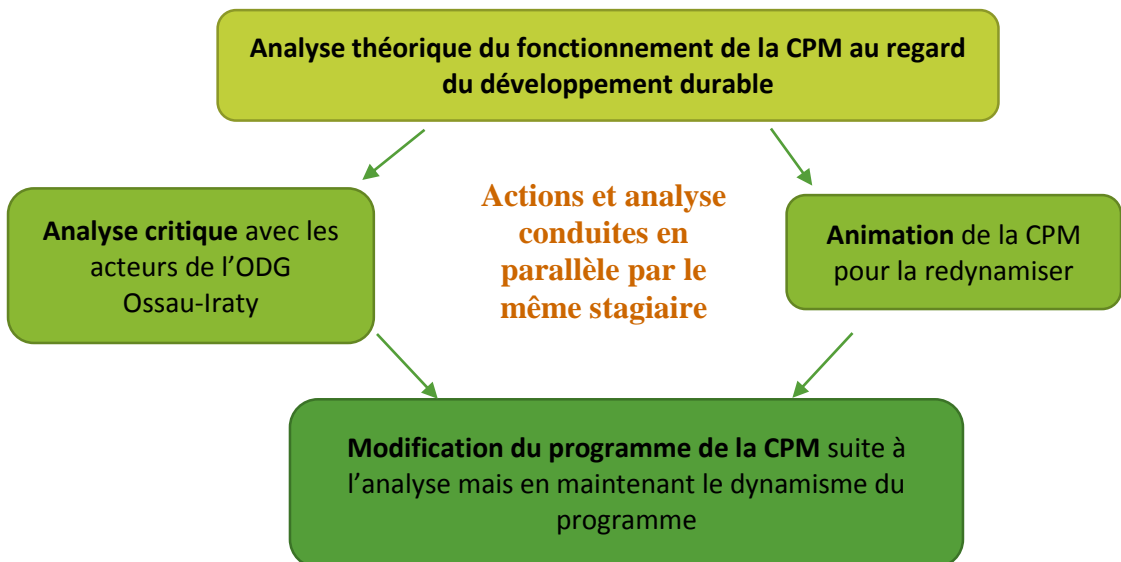 Analyse théorique du fonctionnement de la CPM au regard
du développement durable
Analyse critique avec les
acteurs de l'ODG
Ossau-Iraty
Actions et analyse
conduites en
parallèle par le
même stagiaire
Animation de la CPM
pour la redynamiser
Modification du programme de la CPM suite à
l'analyse mais en maintenant le dynamisme du
programme